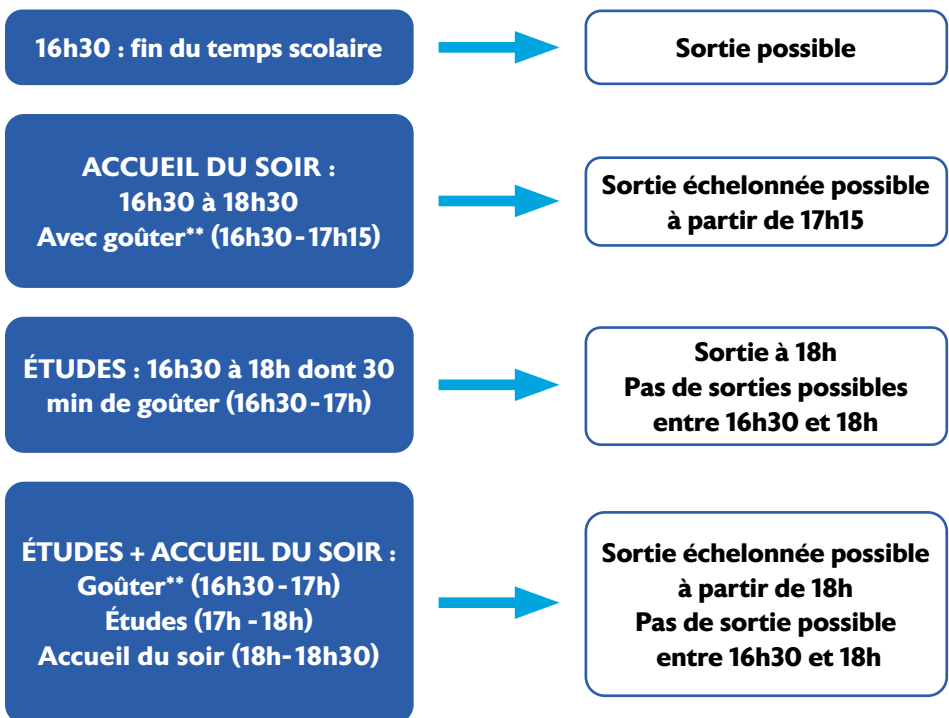 16h30 : fin du temps scolaire
Sortie possible
ACCUEIL DU SOIR :
16h30 à 18h30
Avec goûter** (16h30-17h15)
Sortie échelonnée possible
à partir de 17h15
ÉTUDES : 16h30 à 18h dont 30
min de goûter (16h30-17h)
Sortie à 18h
Pas de sorties possibles
entre 16h30 et 18h
ÉTUDES + ACCUEIL DU SOIR :
Goûter** (16h30-17h)
Études (17h -18h)
Accueil du soir (18h-18h30)
Sortie échelonnée possible
à partir de 18h
Pas de sortie possible
entre 16h30 et 18h